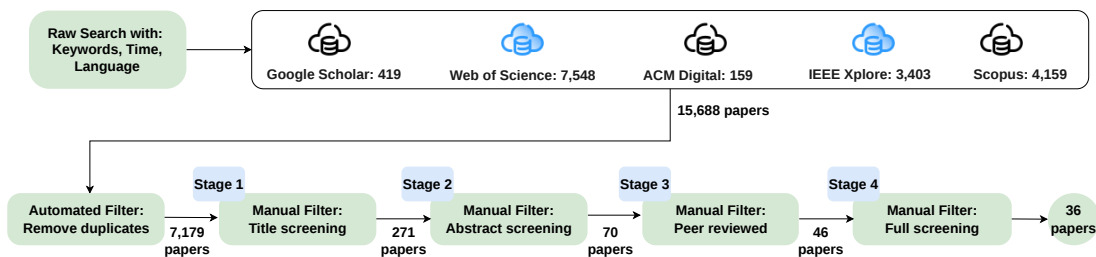 Raw Search with:
Keywords, Time,
Language
Google Scholar: 419
Web of Science: 7,548
ACM Digital: 159
IEEE Xplore: 3,403
Scopus: 4,159
15,688 papers
Automated Filter:
Remove duplicates
7,179
papers
Stage 1
Manual Filter:
Title screening
271
papers
Stage 2
Manual Filter:
Abstract screening
70
papers
Stage 3
Manual Filter:
Peer reviewed
46
papers
Stage 4
Manual Filter:
Full screening
36
papers